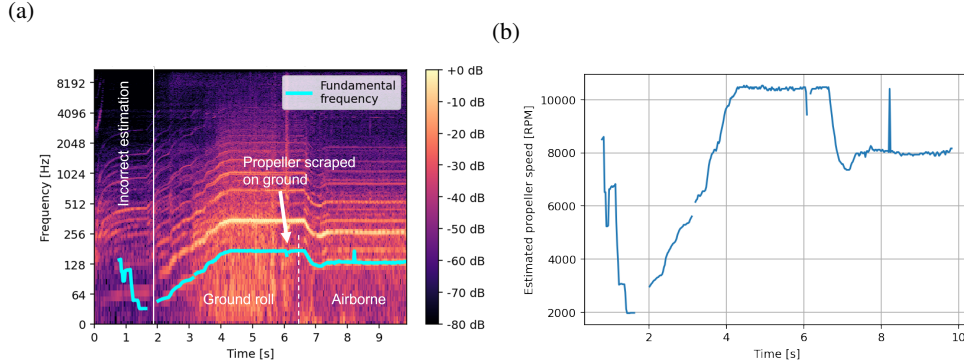 (a)
(b)
8192
4096
2048
1024
512
256
128
64
0
Frequency [Hz]
Incorrect estimation
Fundamental
frequency
Propeller scraped
on ground
Ground roll
Airborne
0 1 2 3 4 5 6 7 8 9
Time [s]
+0 dB
-10 dB
-20 dB
-30 dB
-40 dB
-50 dB
-60 dB
-70 dB
-80 dB
Estimated propeller speed [RPM]
10000
8000
6000
4000
2000
2 4 6 8 10
Time [s]